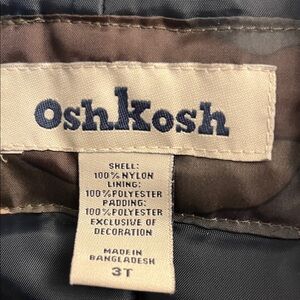 OshKosh
SHELL:
100% NYLON
LINING:
100% POLYESTER
PADDING:
100% POLYESTER
EXCLUSIVE OF
DECORATION
MADE IN
BANGLADESH
3T